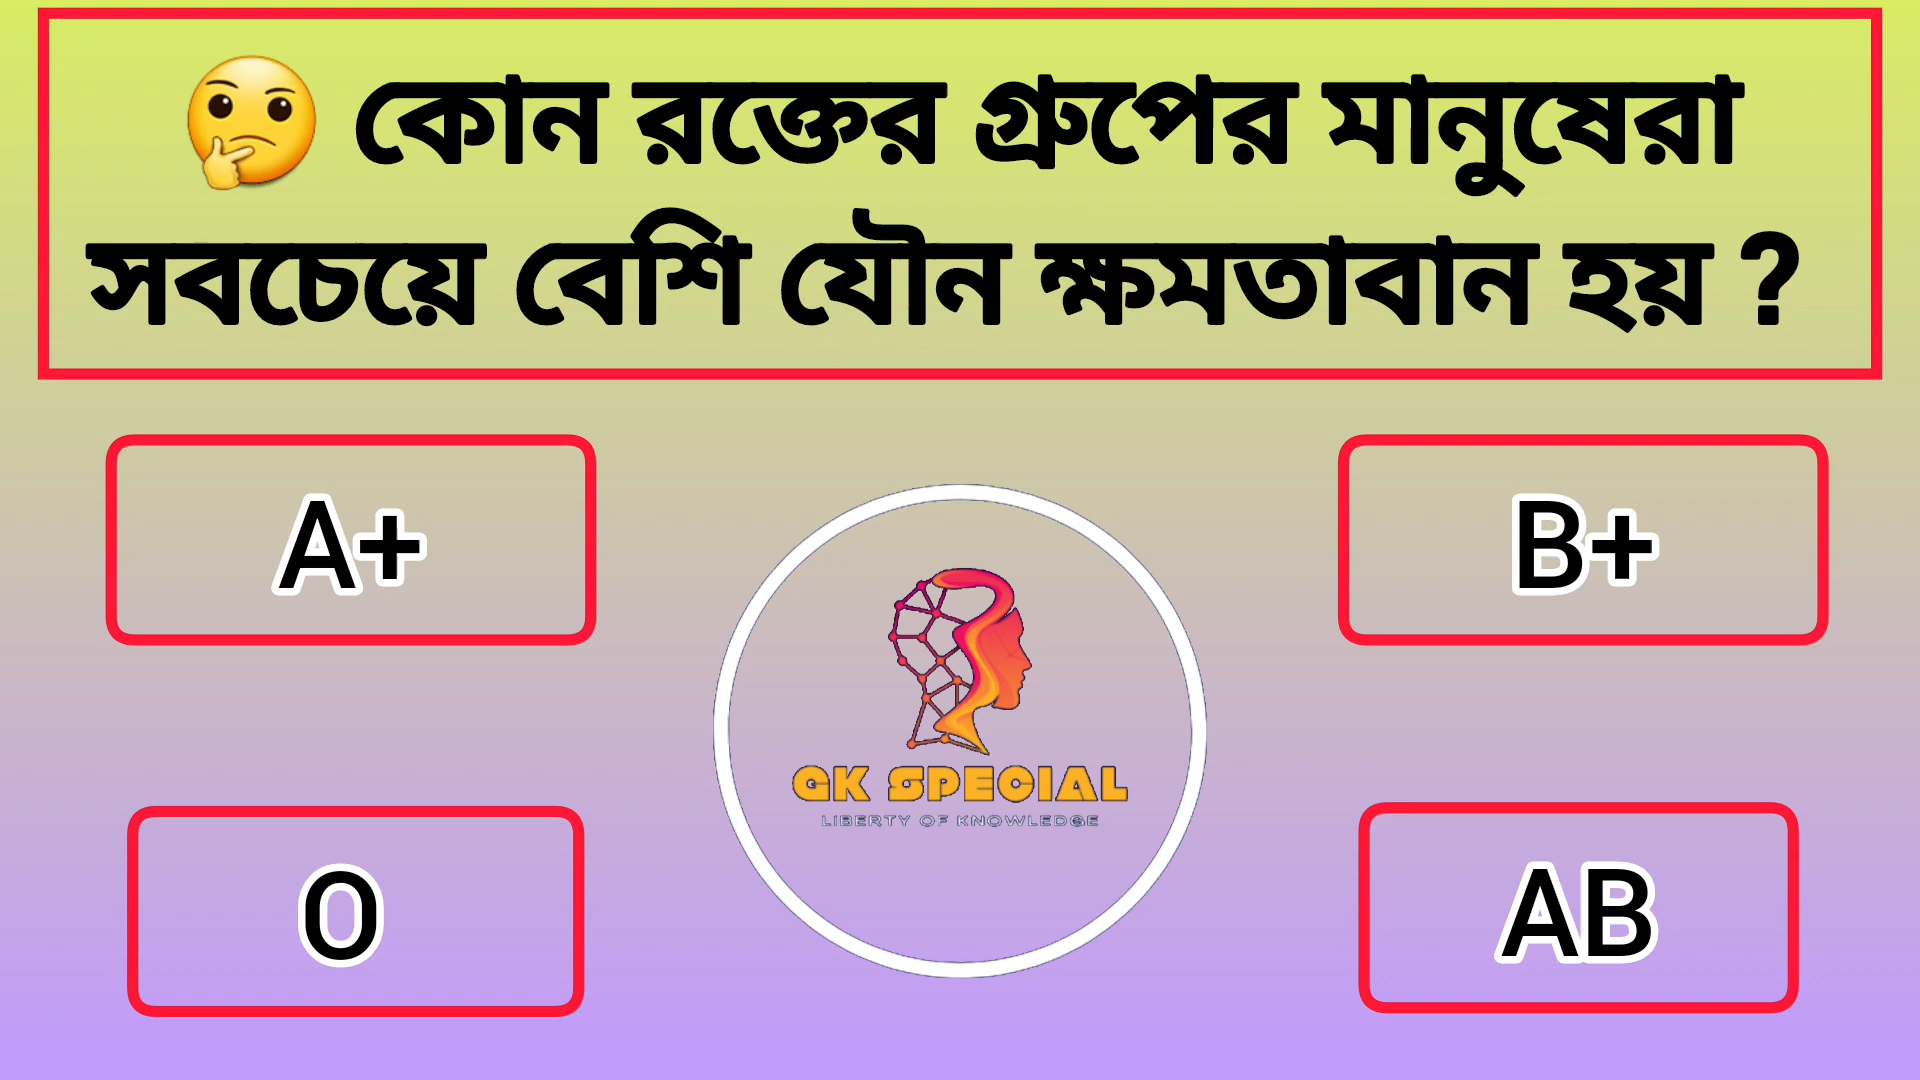 🤔 কোন রক্তের গ্রুপের মানুষেরা
সবচেয়ে বেশি যৌন ক্ষমতাবান হয় ?
A+
B+
GK SPECIAL
LIBERTY OF KNOWLEDGE
O
AB